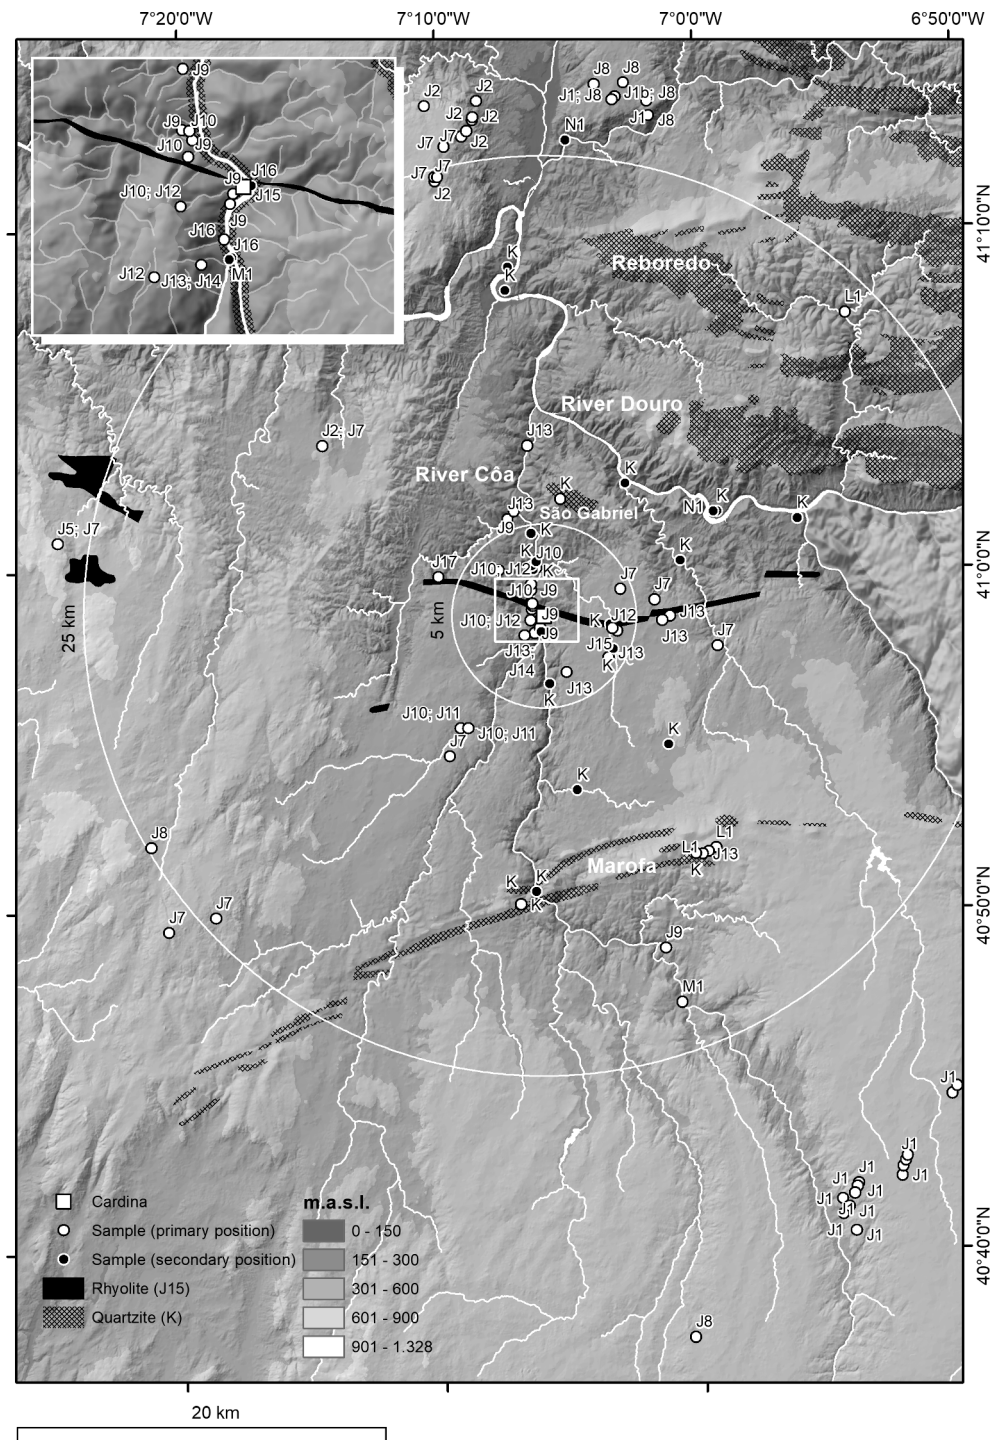 7°20'0"W 7°10'0"W 7°0'0"W 6°50'0"W
J9
J9 J10
J9
J10
J16
J9
J10; J12
J15
J9
J16
J16
J12
J13; J14
M1
J2
J2
J2
J2
J7
J2
J7
J7
J2
J8
J8
J1; J8
J1b; J8
J1
J8
N1
41°10'0"N
K
K
Reboredo
L1
River Douro
J2; J7
J13
River Côa
K
K
São Gabriel
N1
K
K
J13
J9
K
J5; J7
K
J10
K
41°0'0"N
J17
J10; J12
K
J7
J7
J10
J9
25 km
5 km
J10; J12
J9
K
J12
J13
J9
J15
J13
J7
J13;
J14
J13
K
J13
K
J10; J11
J10; J11
J7
K
K
J8
L1
L1
J13
Marofa
K
K
K
K
40°50'0"N
J7
J7
J9
M1
J1
J1
J1
J1
J1
J1
J1
J1
J1
J1
J1
40°40'0"N
J8
Cardina
Sample (primary position)
Sample (secondary position)
Rhyolite (J15)
Quartzite (K)
m.a.s.l.
0 - 150
151 - 300
301 - 600
601 - 900
901 - 1.328
20 km